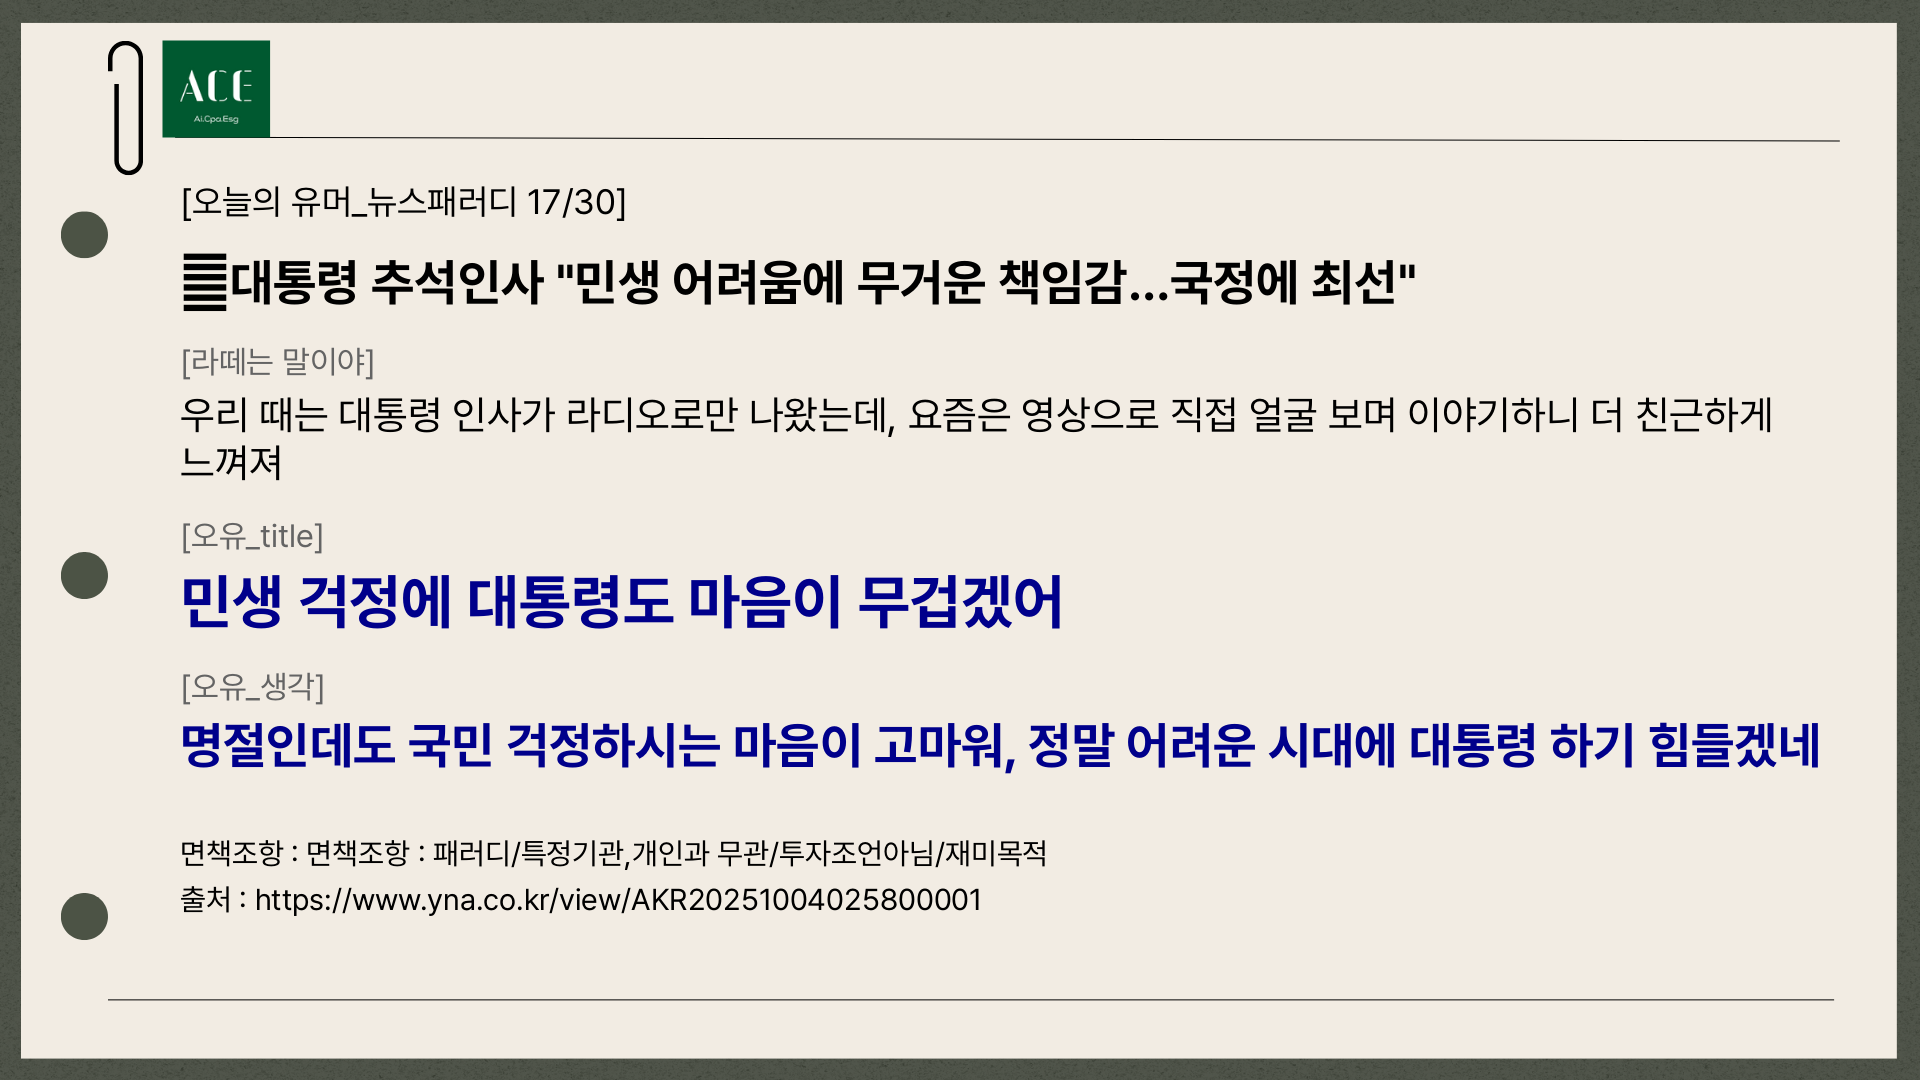 ACE
Ai.Cpa.Esg
[오늘의 유머_뉴스패러디 17/30]
대통령 추석인사 "민생 어려움에 무거운 책임감...국정에 최선"
[라떼는 말이야]
우리 때는 대통령 인사가 라디오로만 나왔는데, 요즘은 영상으로 직접 얼굴 보며 이야기하니 더 친근하게
느껴져
[오유_title]
민생 걱정에 대통령도 마음이 무겁겠어
[오유_생각]
명절인데도 국민 걱정하시는 마음이 고마워, 정말 어려운 시대에 대통령 하기 힘들겠네
면책조항 : 면책조항 : 패러디/특정기관,개인과 무관/투자조언아님/재미목적
출처 : https://www.yna.co.kr/view/AKR20251004025800001